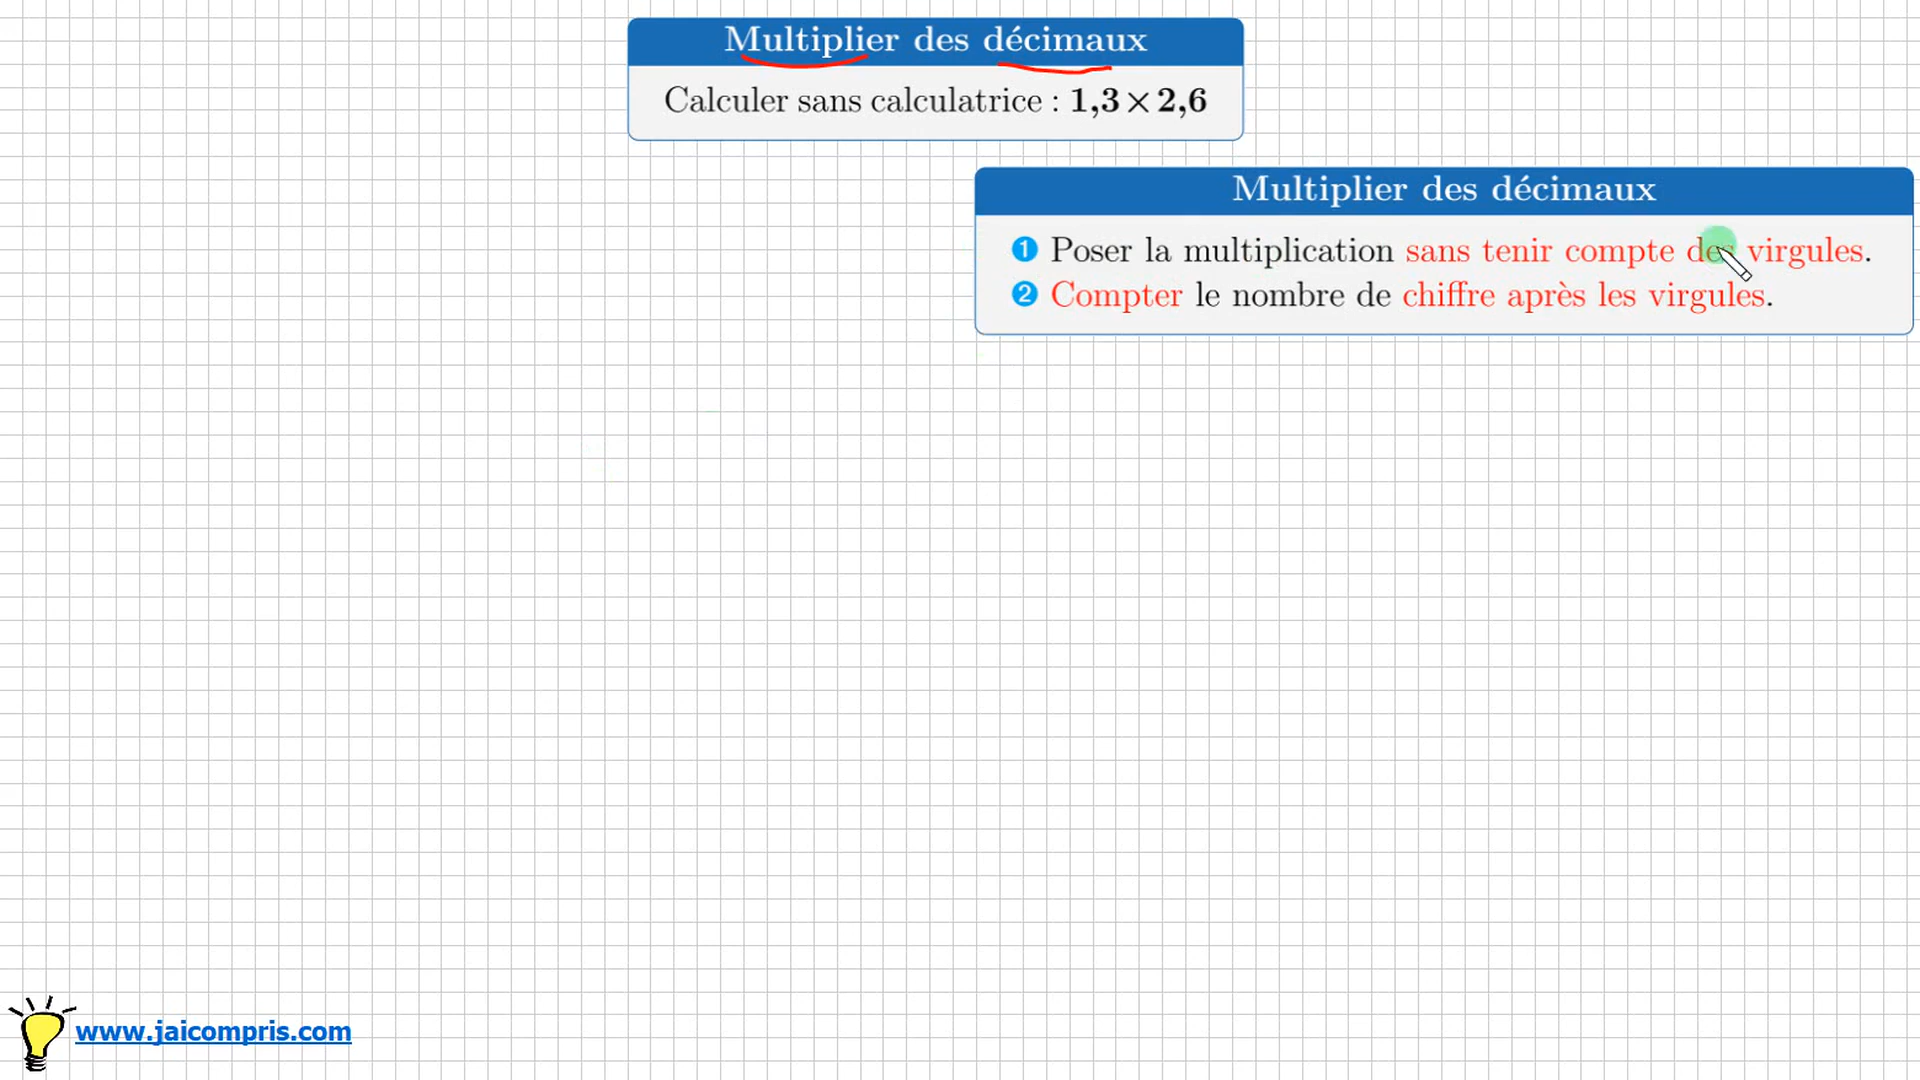 Multiplier des décimaux
Calculer sans calculatrice : 1,3 × 2,6
Multiplier des décimaux
1 Poser la multiplication sans tenir compte des virgules.
2 Compter le nombre de chiffre après les virgules.
www.jaicompris.com